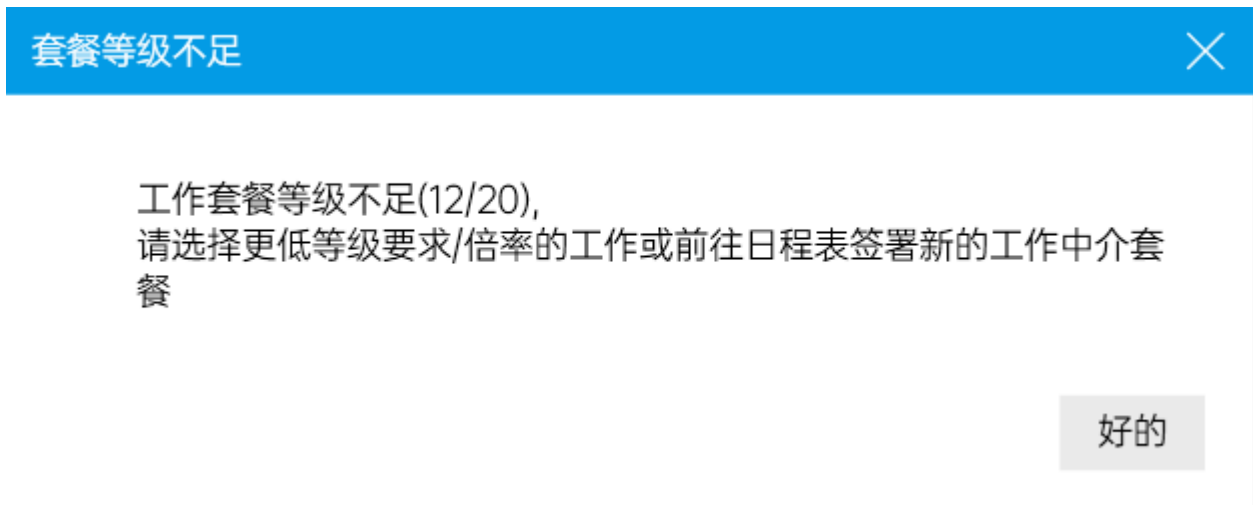 套餐等级不足
工作套餐等级不足(12/20),
请选择更低等级要求/倍率的工作或前往日程表签署新的工作中介套
餐
好的